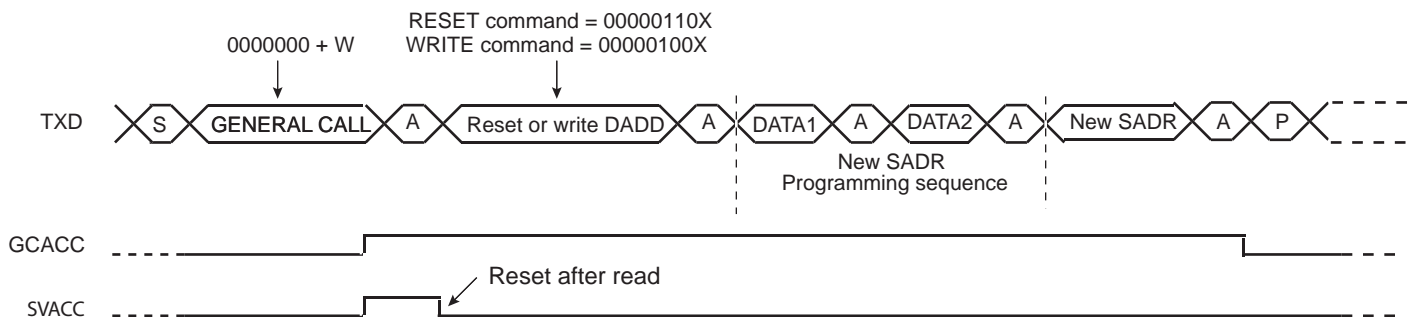 RESET command = 00000110X
0000000 + W
WRITE command = 00000100X
TXD
S GENERAL CALL A Reset or write DADD A DATA1 A DATA2 A New SADR A P
New SADR
Programming sequence
GCACC
Reset after read
SVACC